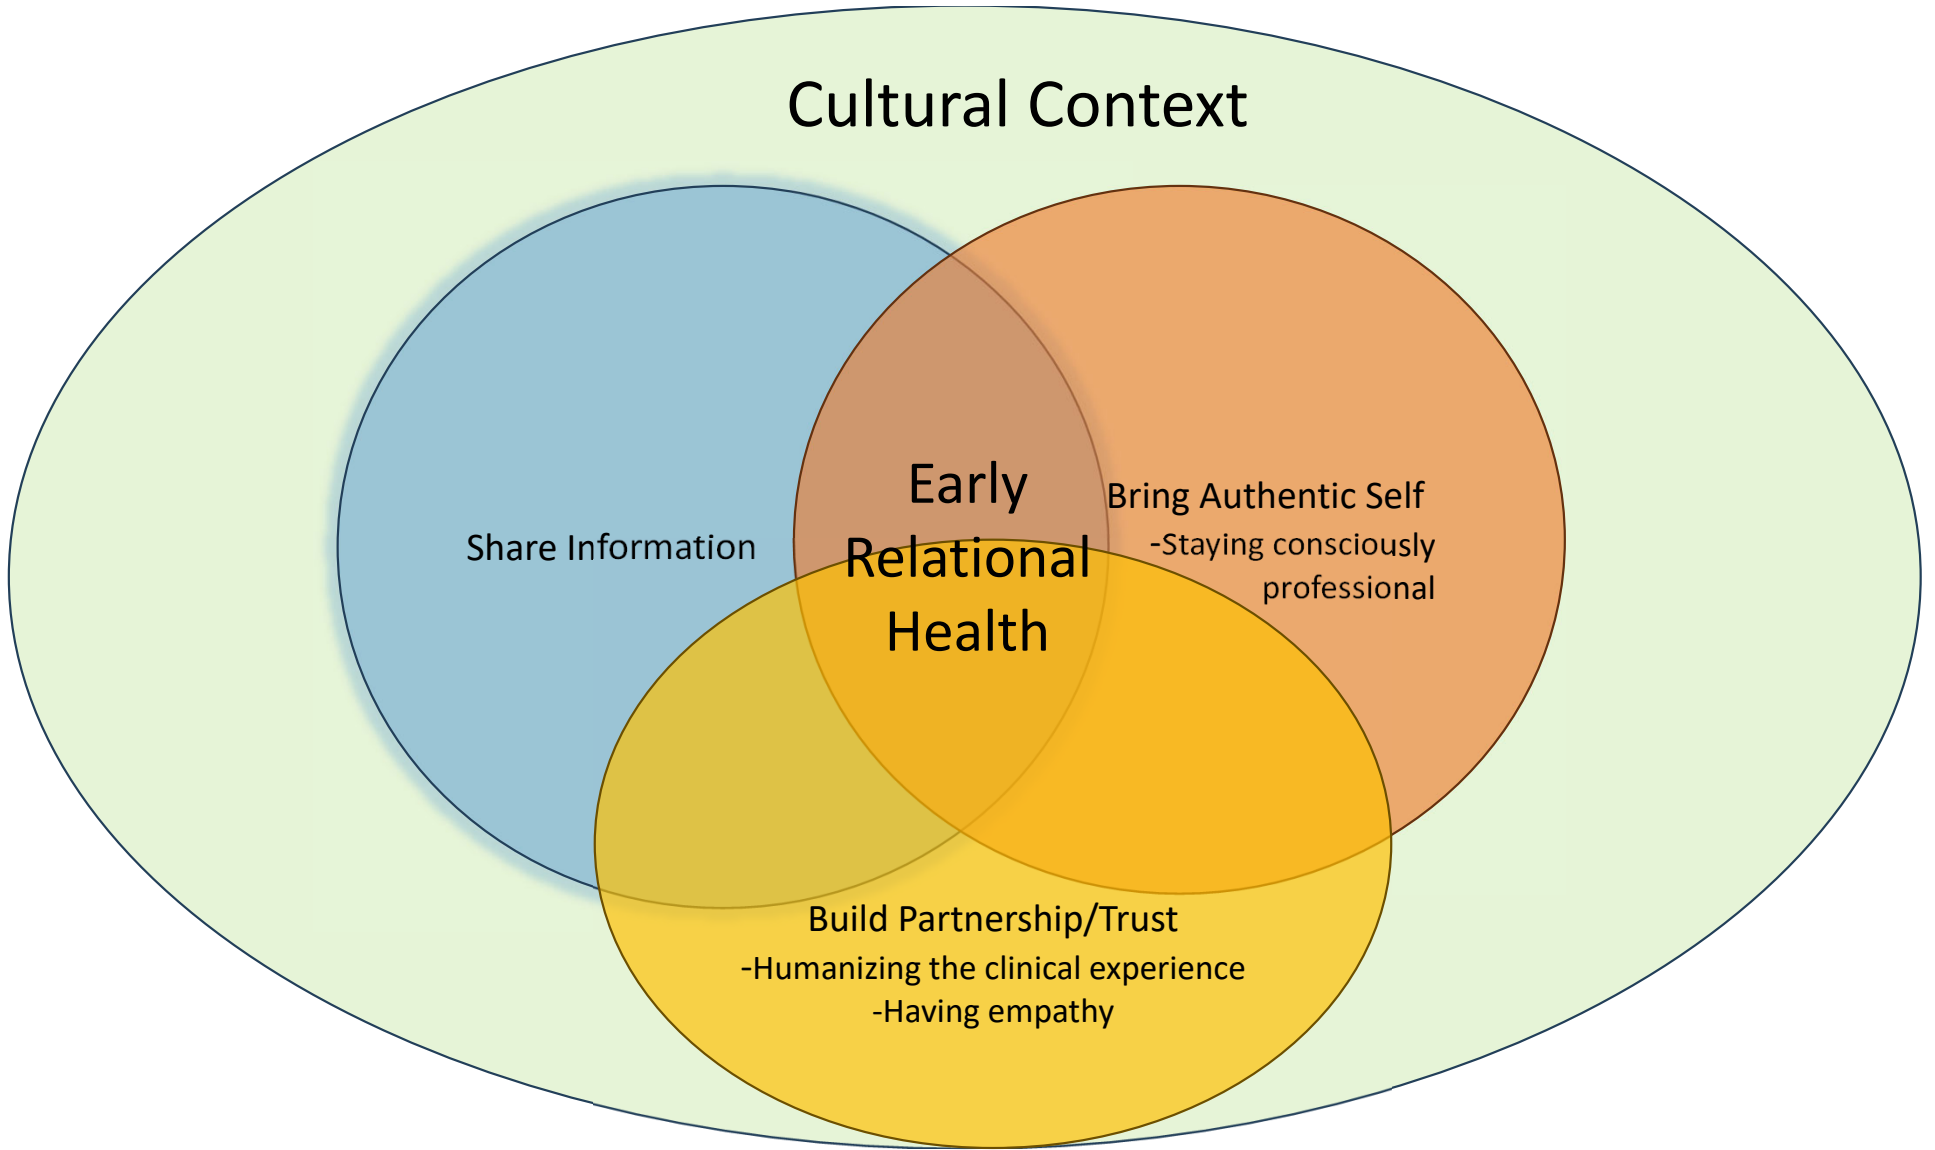 Cultural Context
Early
Relational
Health
Share Information
Bring Authentic Self
-Staying consciously
professional
Build Partnership/Trust
-Humanizing the clinical experience
-Having empathy